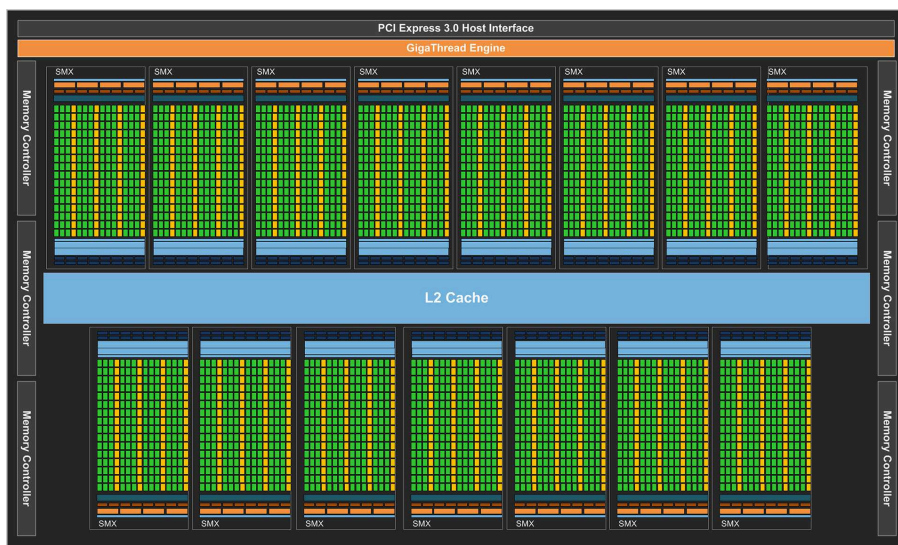 PCI Express 3.0 Host Interface
GigaThread Engine
Memory Controller
Memory Controller
Memory Controller
SMX
SMX
SMX
SMX
SMX
SMX
SMX
SMX
L2 Cache
SMX
SMX
SMX
SMX
SMX
SMX
SMX
Memory Controller
Memory Controller
Memory Controller